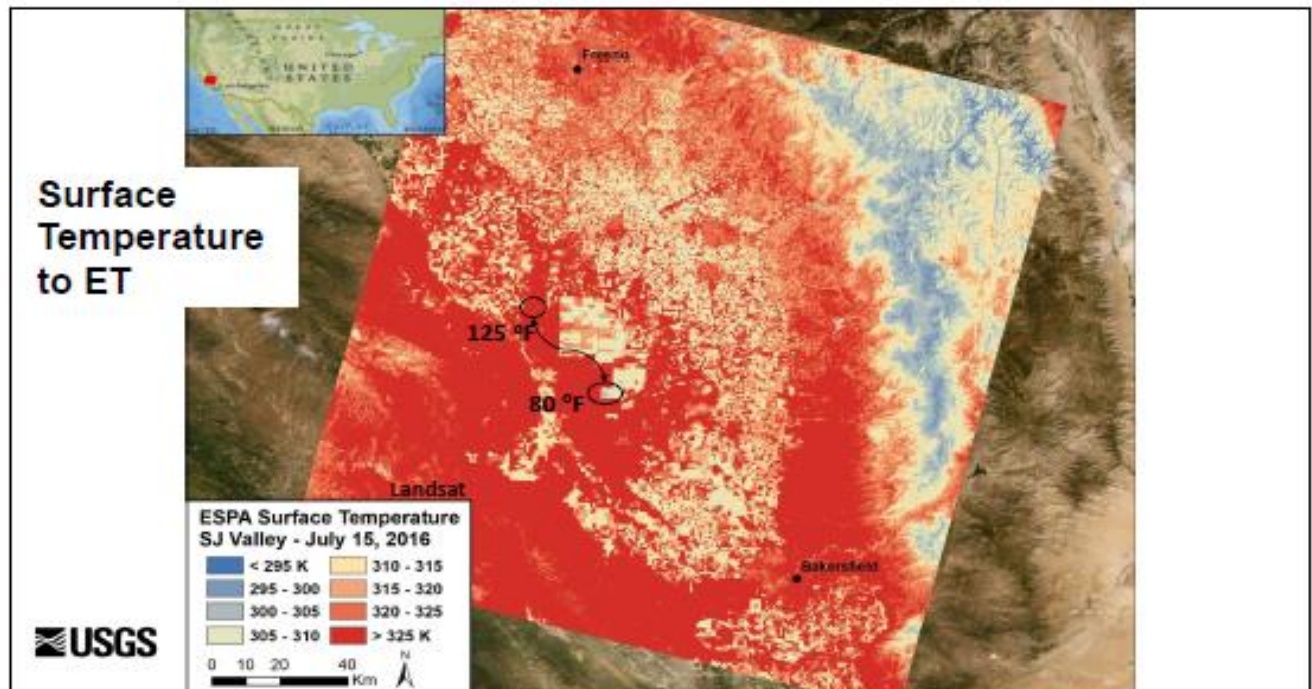 UNITED
STATES
Fresno
Surface
Temperature
to ET
125 °F
80 °F
Landsat
ESPA Surface Temperature
SJ Valley - July 15, 2016
< 295 K
310 - 315
295 - 300
315 - 320
300 - 305
320 - 325
305 - 310
> 325 K
Bakersfield
USGS
0 10 20 40
Km
N